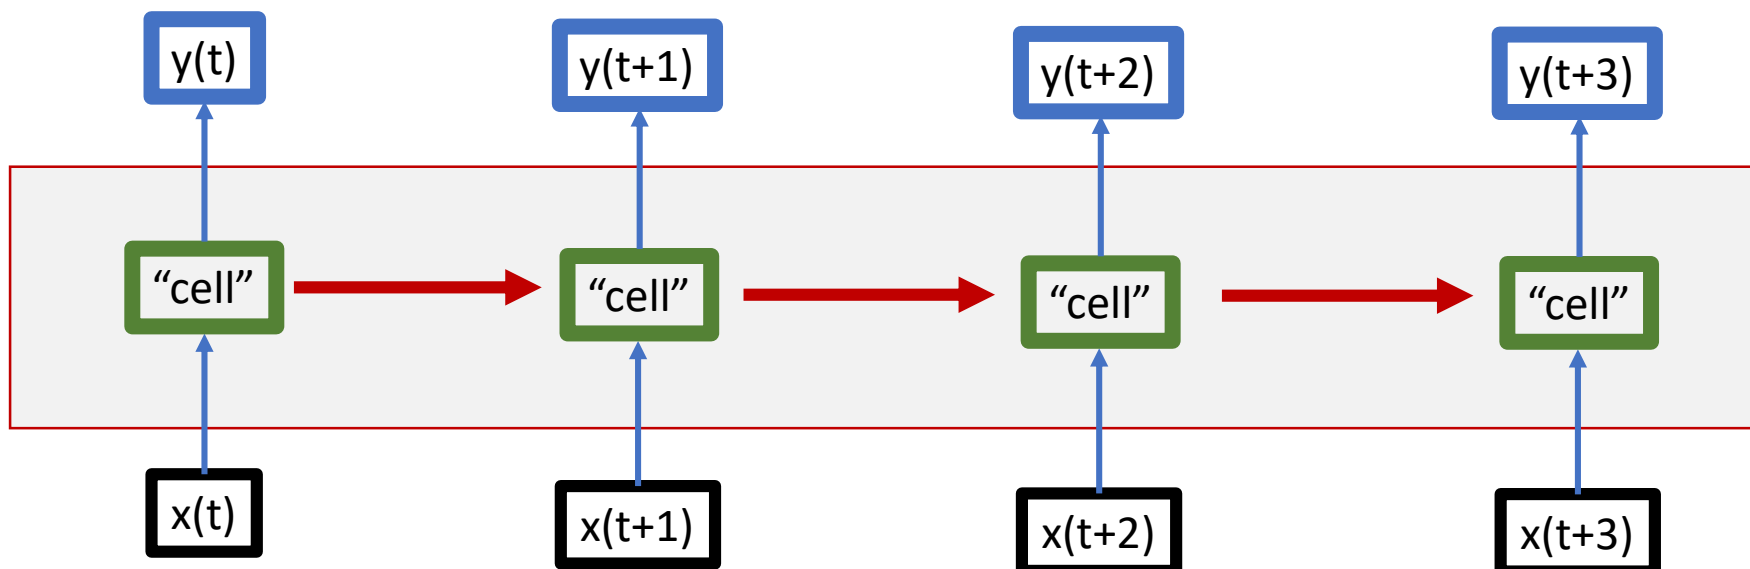 y(t)
y(t+1)
y(t+2)
y(t+3)
“cell”
“cell”
“cell”
“cell”
x(t)
x(t+1)
x(t+2)
x(t+3)